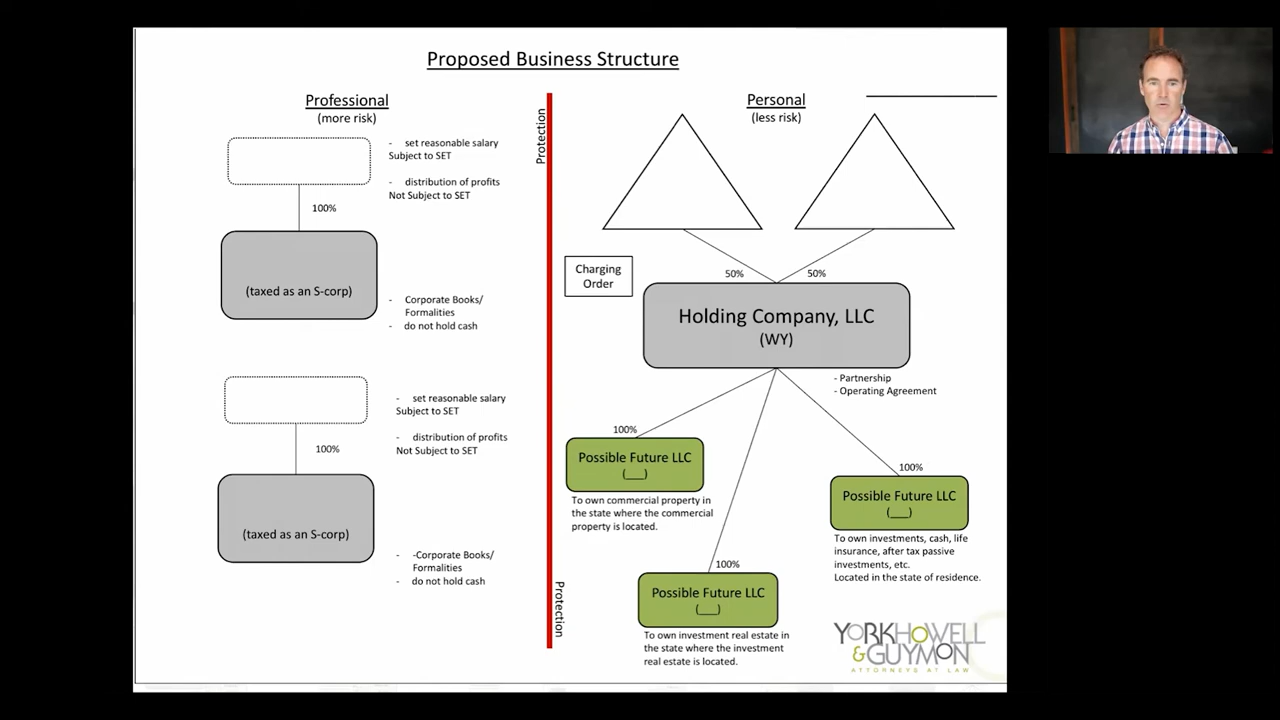 Proposed Business Structure
Professional
(more risk)
- set reasonable salary
Subject to SET
- distribution of profits
Not Subject to SET
100%
(taxed as an S-corp)
- Corporate Books/
Formalities
- do not hold cash
- set reasonable salary
Subject to SET
- distribution of profits
Not Subject to SET
100%
(taxed as an S-corp)
- -Corporate Books/
Formalities
- do not hold cash
Protection
Protection
Personal
(less risk)
Charging
Order
50%
50%
Holding Company, LLC
(WY)
- Partnership
- Operating Agreement
100%
Possible Future LLC
(___)
To own commercial property in
the state where the commercial
property is located.
100%
Possible Future LLC
(___)
To own investment real estate in
the state where the investment
real estate is located.
100%
Possible Future LLC
(___)
To own investments, cash, life
insurance, after tax passive
investments, etc.
Located in the state of residence.
YORKHOWELL
&GUYMON
ATTORNEYS AT LAW